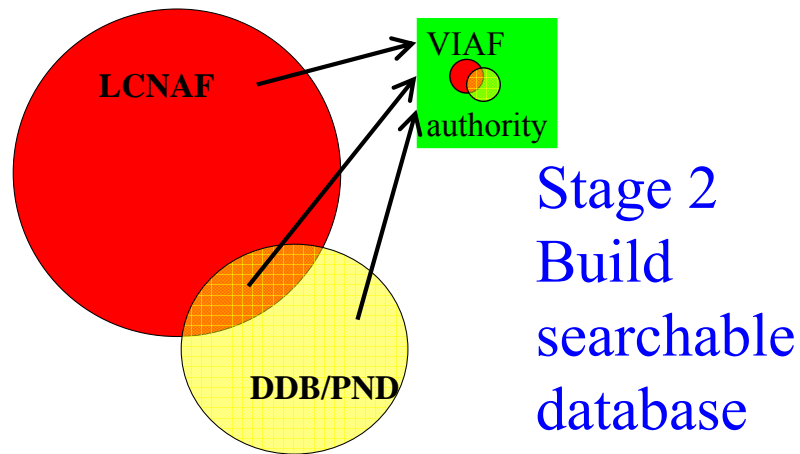 LCNAF
VIAF
authority
DDB/PND
Stage 2
Build
searchable
database